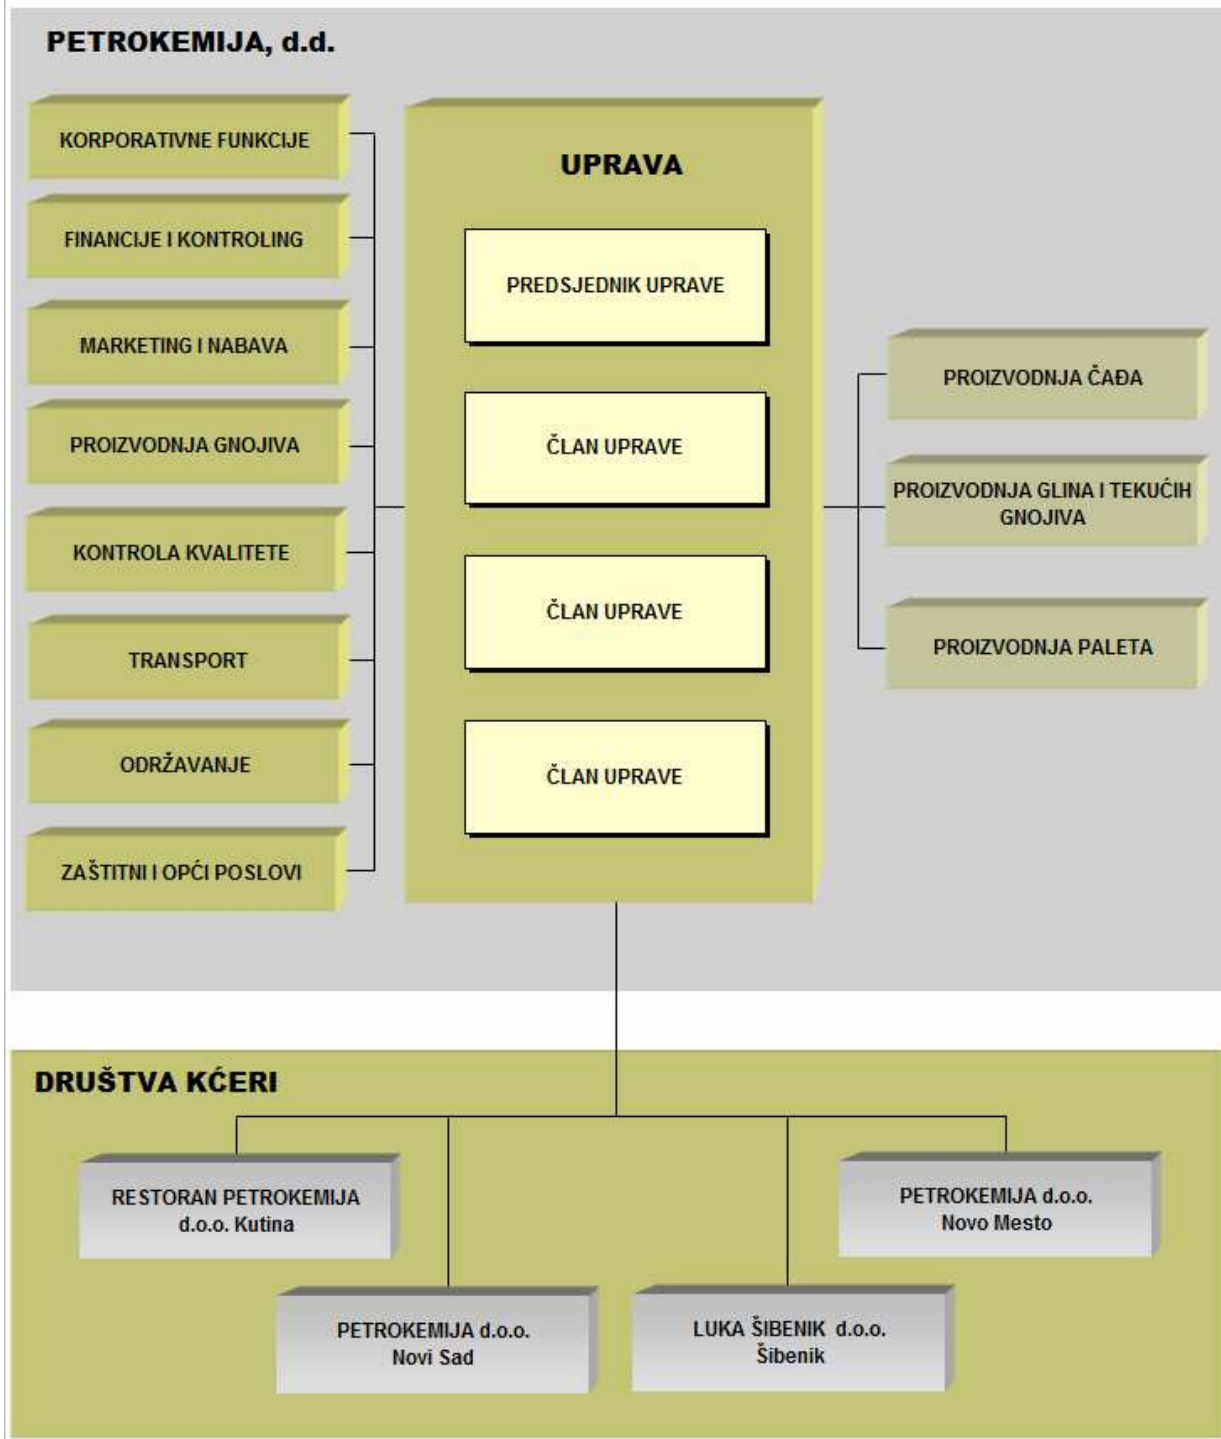 PETROKEMIJA, d.d.
KORPORATIVNE FUNKCIJE
FINANCIJE I KONTROLING
MARKETING I NABAVA
PROIZVODNJA GNOJIVA
KONTROLA KVALITETE
TRANSPORT
ODRŽAVANJE
ZAŠTITNI I OPĆI POSLOVI
UPRAVA
PREDSJEDNIK UPRAVE
ČLAN UPRAVE
ČLAN UPRAVE
ČLAN UPRAVE
PROIZVODNJA ČAĐA
PROIZVODNJA GLINA I TEKUĆIH
GNOJIVA
PROIZVODNJA PALETA
DRUŠTVA KĆERI
RESTORAN PETROKEMIJA
d.o.o. Kutina
PETROKEMIJA d.o.o.
Novi Sad
LUKA ŠIBENIK d.o.o.
Šibenik
PETROKEMIJA d.o.o.
Novo Mesto